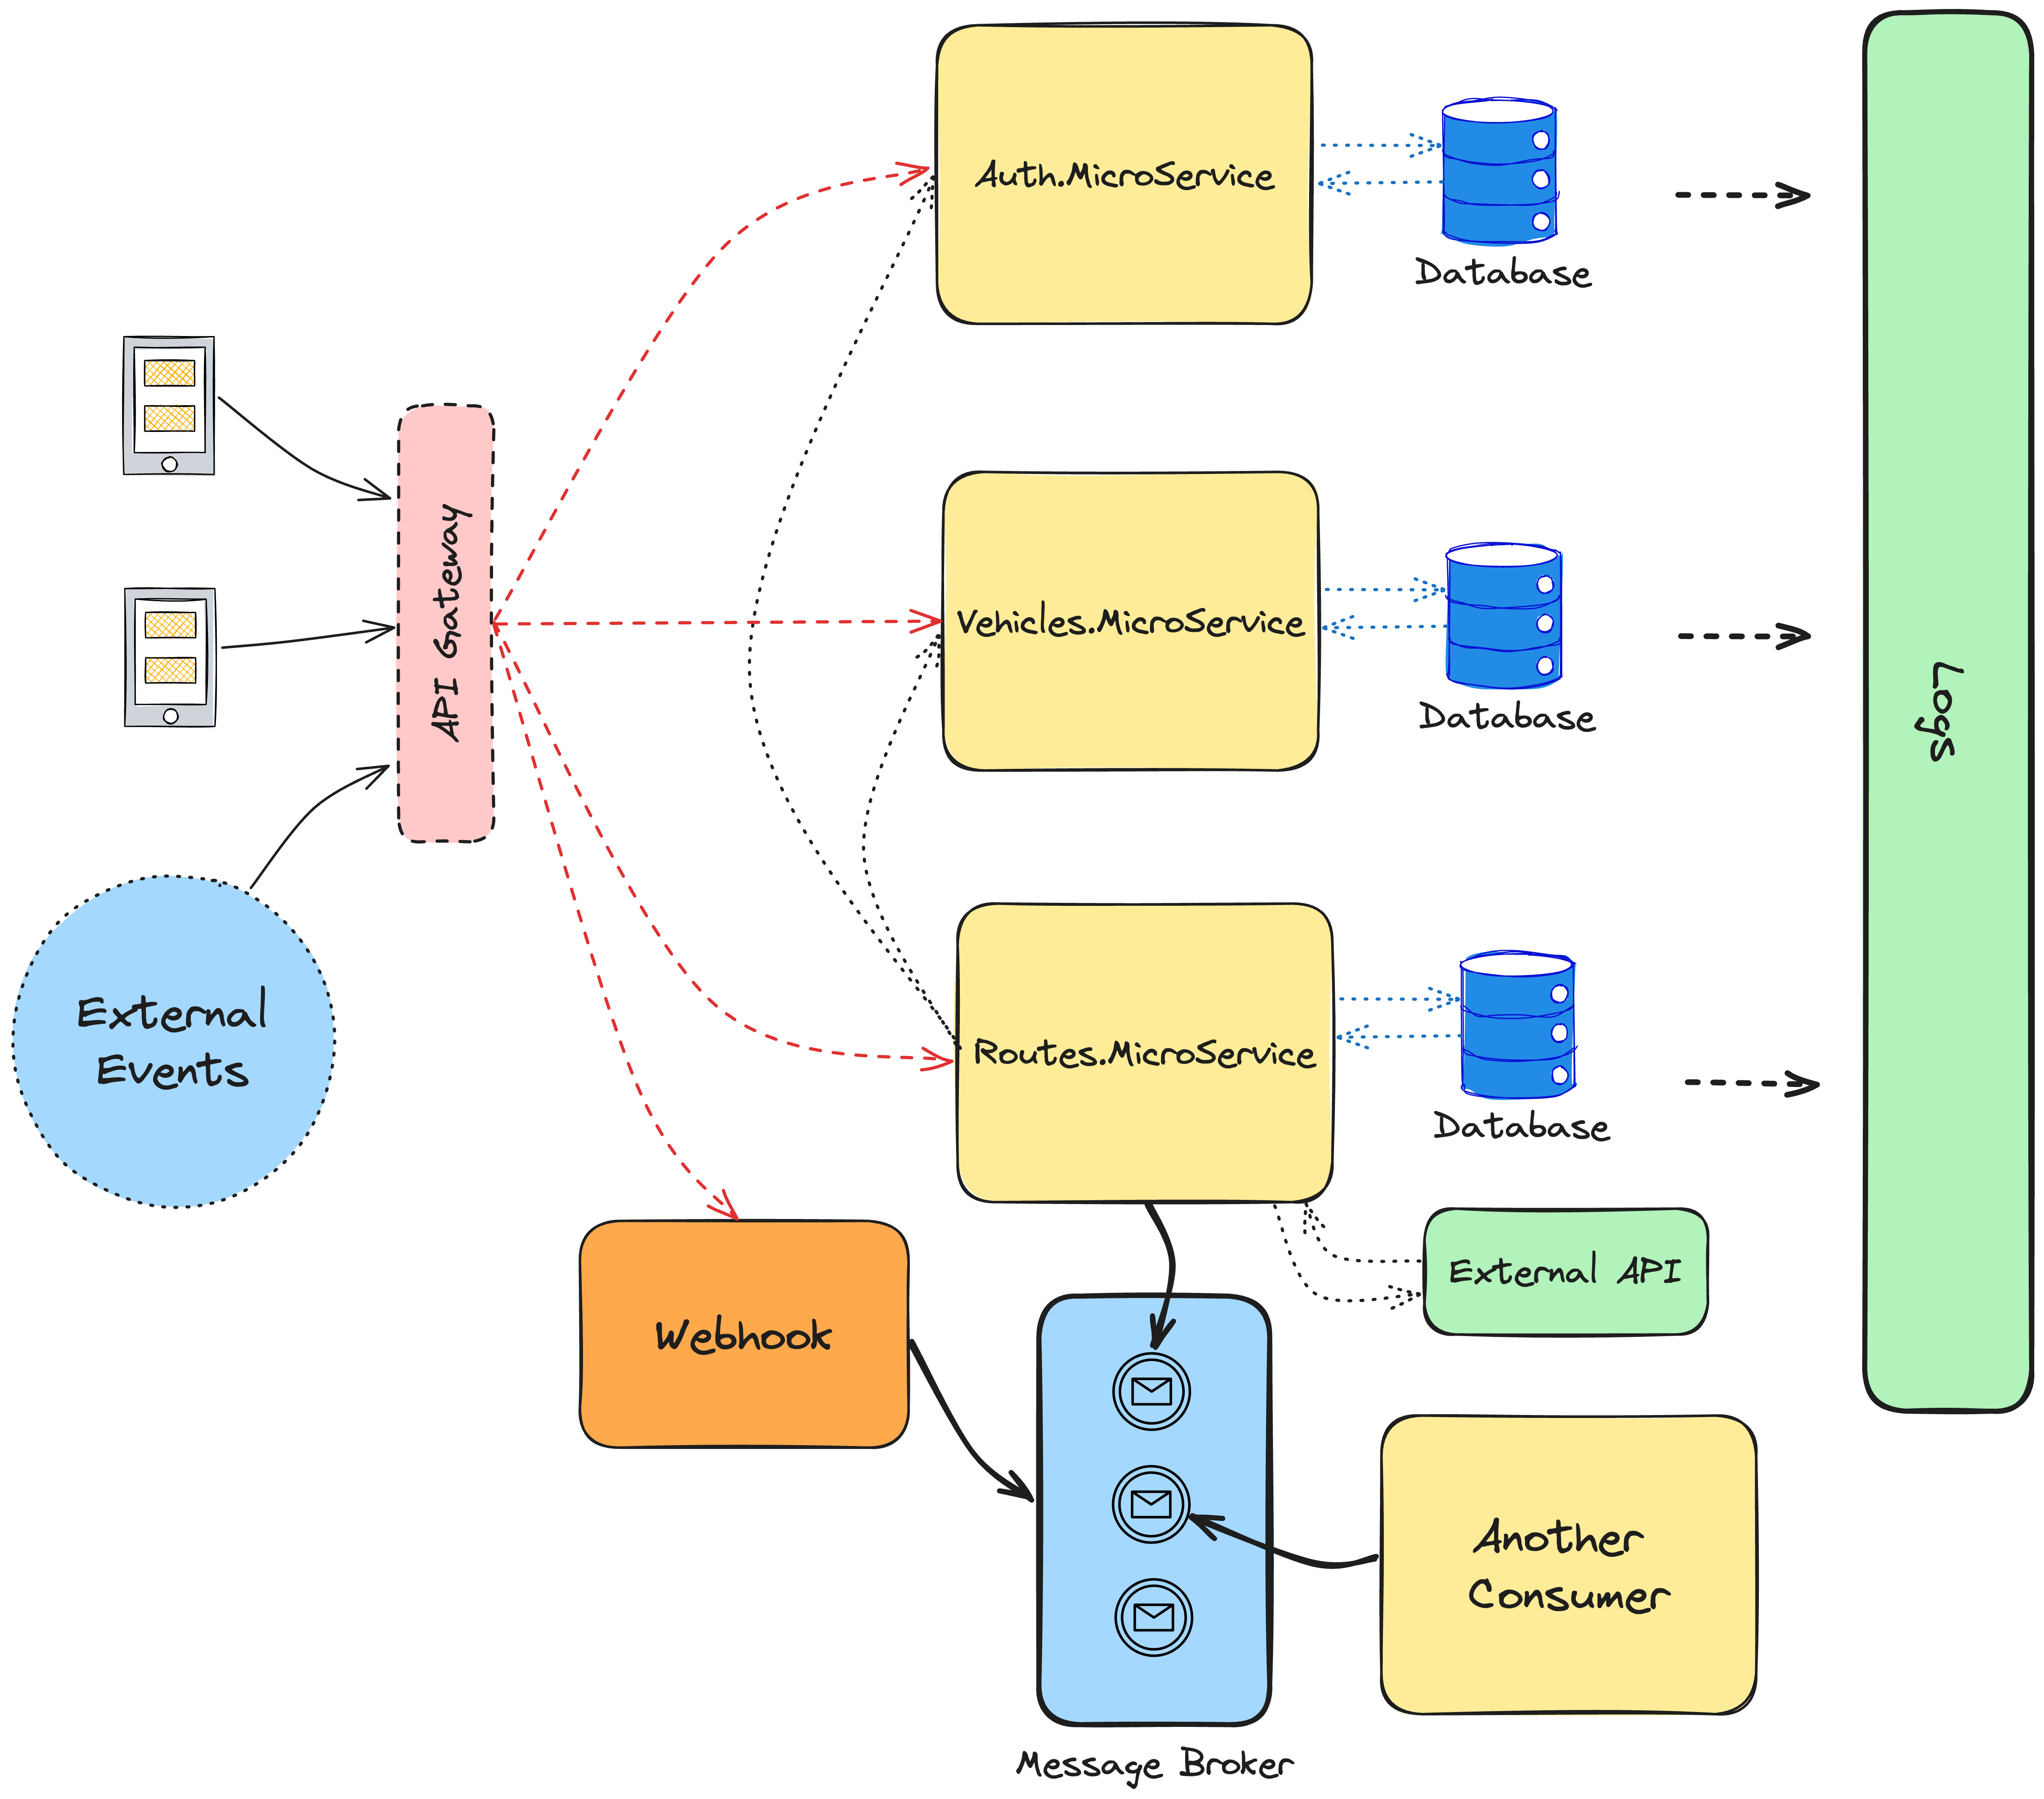 Auth.MicroService
Database
API Gateway
Vehicles.MicroService
Database
Logs
External
Events
Routes.MicroService
Database
External API
Webhook
Another
Consumer
Message Broker